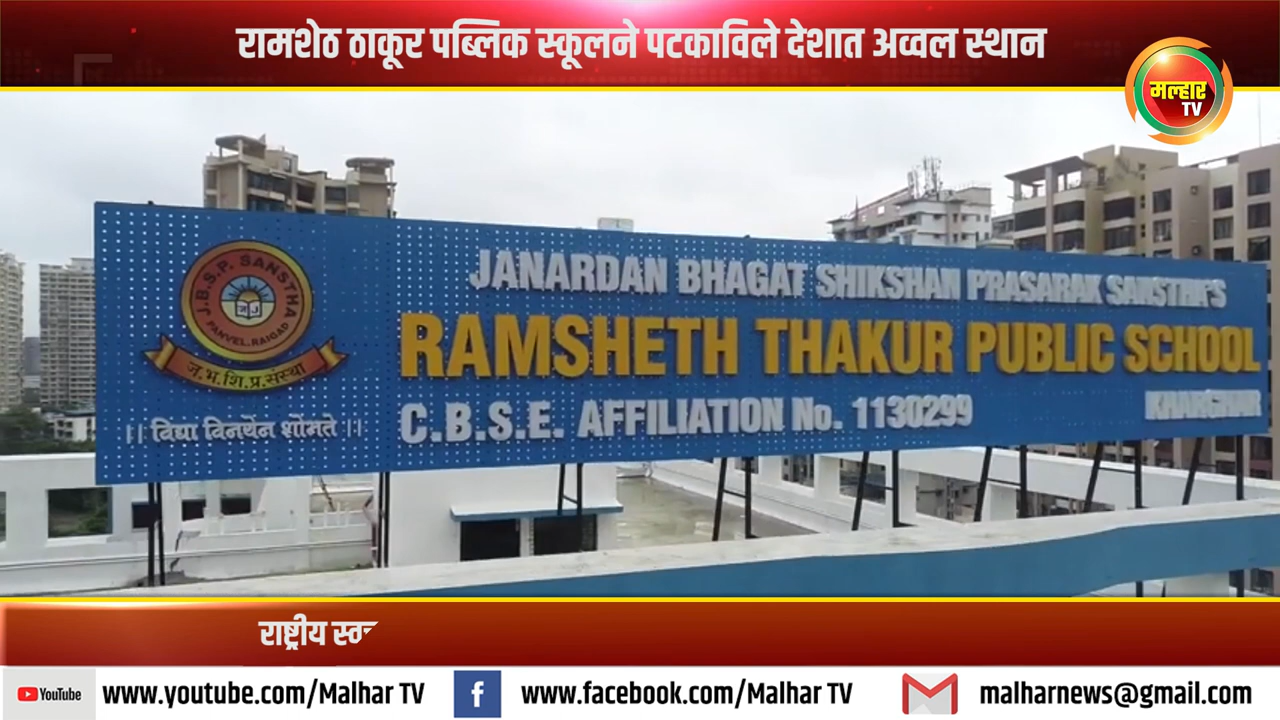 रामशेठ ठाकूर पब्लिक स्कूलने पटकाविले देशात अव्वल स्थान
मल्हार
TV
JANARDAN BHAGAT SHIKSHAN PRASARAK SANSTHA'S
RAMSHETH THAKUR PUBLIC SCHOOL
KHARGHAR
C.B.S.E. AFFILIATION No. 1130299
J.B.S.P. SANSTHA
PANVEL, RAIGAD
ज.भ.शि.प्र.संस्था
|| विद्या विनयेन शोभते ||
राष्ट्रीय
YouTube
www.youtube.com/Malhar TV
f
www.facebook.com/Malhar TV
malharnews@gmail.com